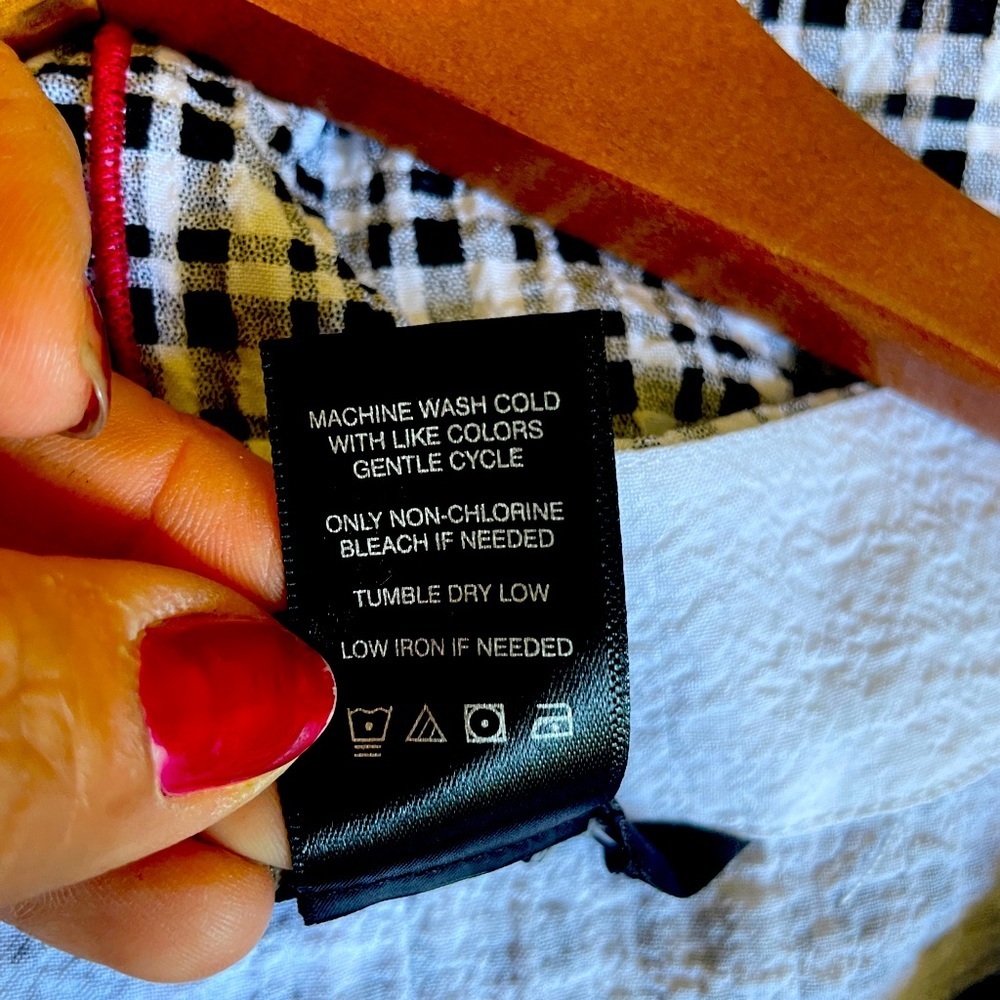 MACHINE WASH COLD
WITH LIKE COLORS
GENTLE CYCLE
ONLY NON-CHLORINE
BLEACH IF NEEDED
TUMBLE DRY LOW
LOW IRON IF NEEDED